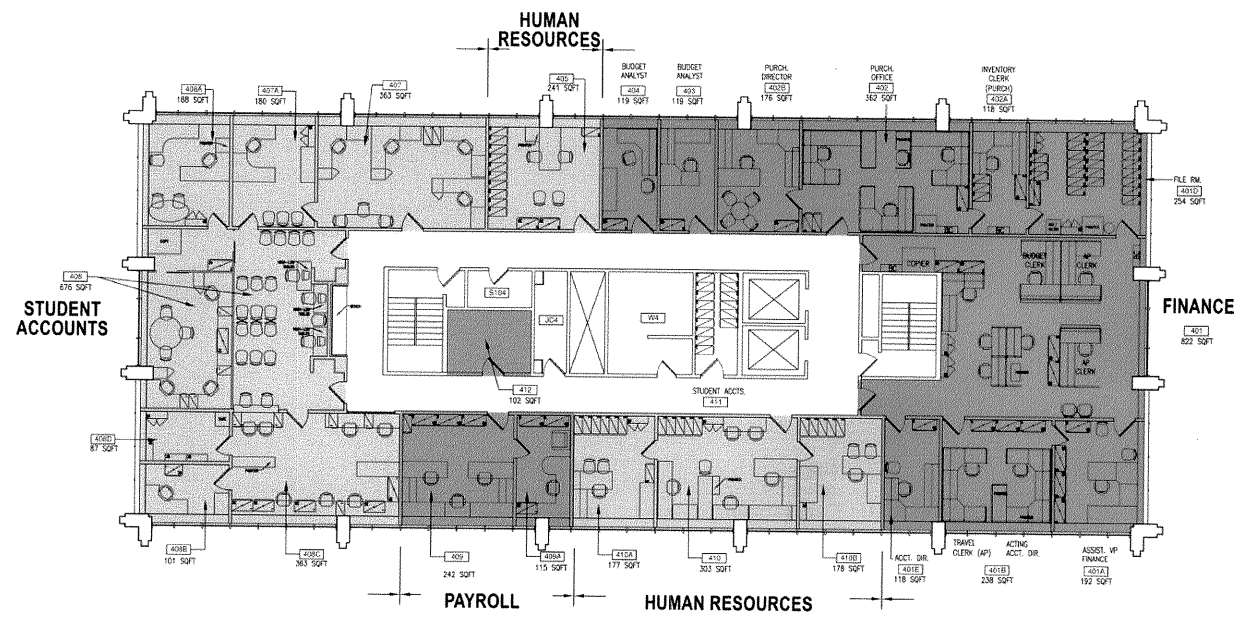 HUMAN
RESOURCES
BUDGET
ANALYST
404
119 SQFT
BUDGET
ANALYST
403
119 SQFT
PURCH.
DIRECTOR
402B
176 SQFT
PURCH.
OFFICE
402
362 SQFT
INVENTORY
CLERK
(PURCH)
402A
118 SQFT
408A
188 SQFT
407A
180 SQFT
407
363 SQFT
405
241 SQFT
FILE RM.
401D
254 SQFT
COPY
COPIER
BC
BC
BC
BUDGET
CLERK
AP
CLERK
408
676 SQFT
STUDENT
ACCOUNTS
BENCH
S104
JC4
W4
412
102 SQFT
STUDENT ACCTS.
411
AP
CLERK
FINANCE
401
822 SQFT
408D
87 SQFT
408B
101 SQFT
408C
363 SQFT
409
242 SQFT
409A
115 SQFT
410A
177 SQFT
410
303 SQFT
410B
178 SQFT
ACCT. DIR.
401E
118 SQFT
TRAVEL
CLERK (AP)
ACTING
ACCT. DIR.
401B
238 SQFT
ASSIST. VP
FINANCE
401A
192 SQFT
PAYROLL
HUMAN RESOURCES